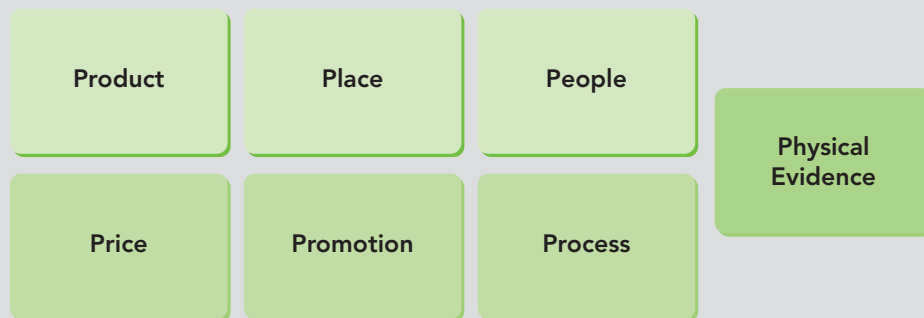 Product
Place
People
Physical
Evidence
Price
Promotion
Process